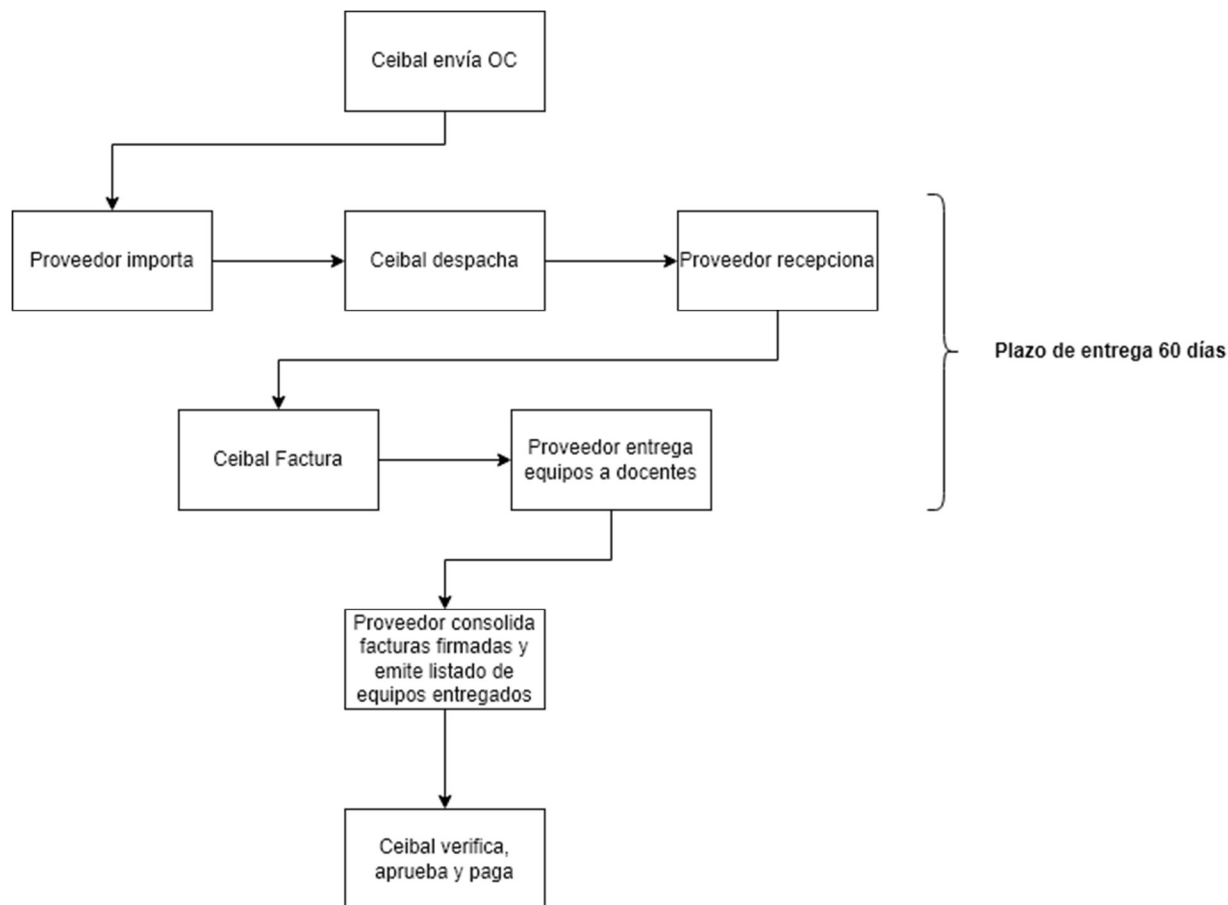 Ceibal envía OC
Proveedor importa
Ceibal despacha
Proveedor recepciona
Plazo de entrega 60 días
Ceibal Factura
Proveedor entrega
equipos a docentes
Proveedor consolida
facturas firmadas y
emite listado de
equipos entregados
Ceibal verifica,
aprueba y paga